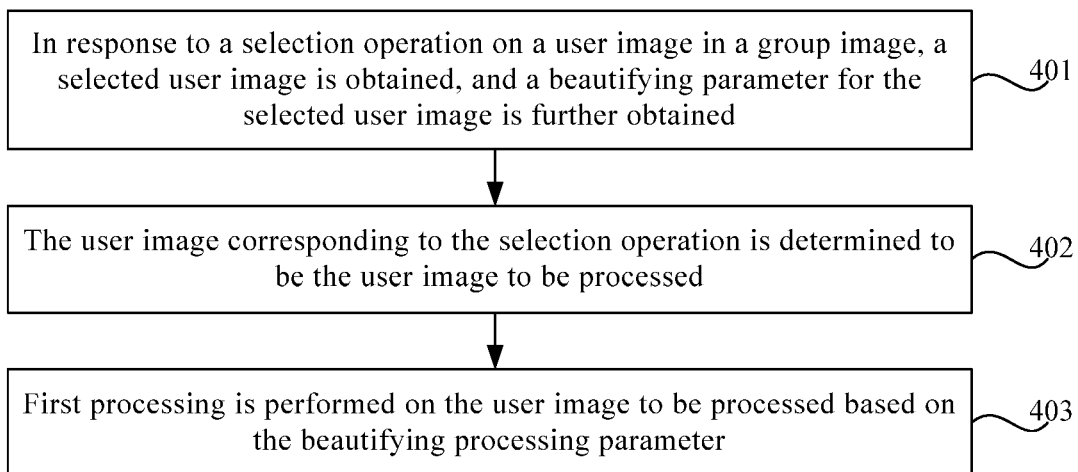 In response to a selection operation on a user image in a group image, a
selected user image is obtained, and a beautifying parameter for the
selected user image is further obtained
401
The user image corresponding to the selection operation is determined to
be the user image to be processed
402
First processing is performed on the user image to be processed based on
the beautifying processing parameter
403